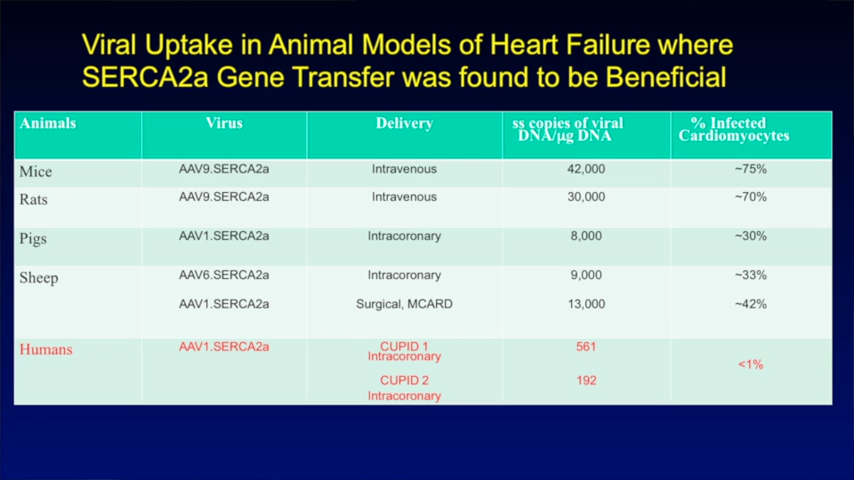 Viral Uptake in Animal Models of Heart Failure where
SERCA2a Gene Transfer was found to be Beneficial
Animals Virus Delivery ss copies of viral DNA/µg DNA % Infected Cardiomyocytes
Mice AAV9.SERCA2a Intravenous 42,000 ~75%
Rats AAV9.SERCA2a Intravenous 30,000 ~70%
Pigs AAV1.SERCA2a Intracoronary 8,000 ~30%
Sheep AAV6.SERCA2a Intracoronary 9,000 ~33%
AAV1.SERCA2a Surgical, MCARD 13,000 ~42%
Humans AAV1.SERCA2a CUPID 1 Intracoronary 561 <1%
CUPID 2 Intracoronary 192